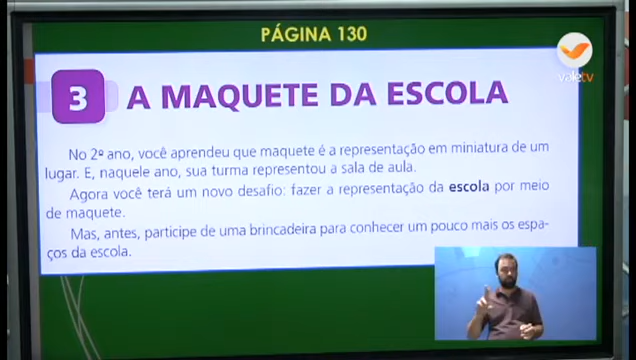 PÁGINA 130
valetv
3 A MAQUETE DA ESCOLA
No 2º ano, você aprendeu que maquete é a representação em miniatura de um
lugar. E, naquele ano, sua turma representou a sala de aula.
Agora você terá um novo desafio: fazer a representação da escola por meio
de maquete.
Mas, antes, participe de uma brincadeira para conhecer um pouco mais os espa-
ços da escola.